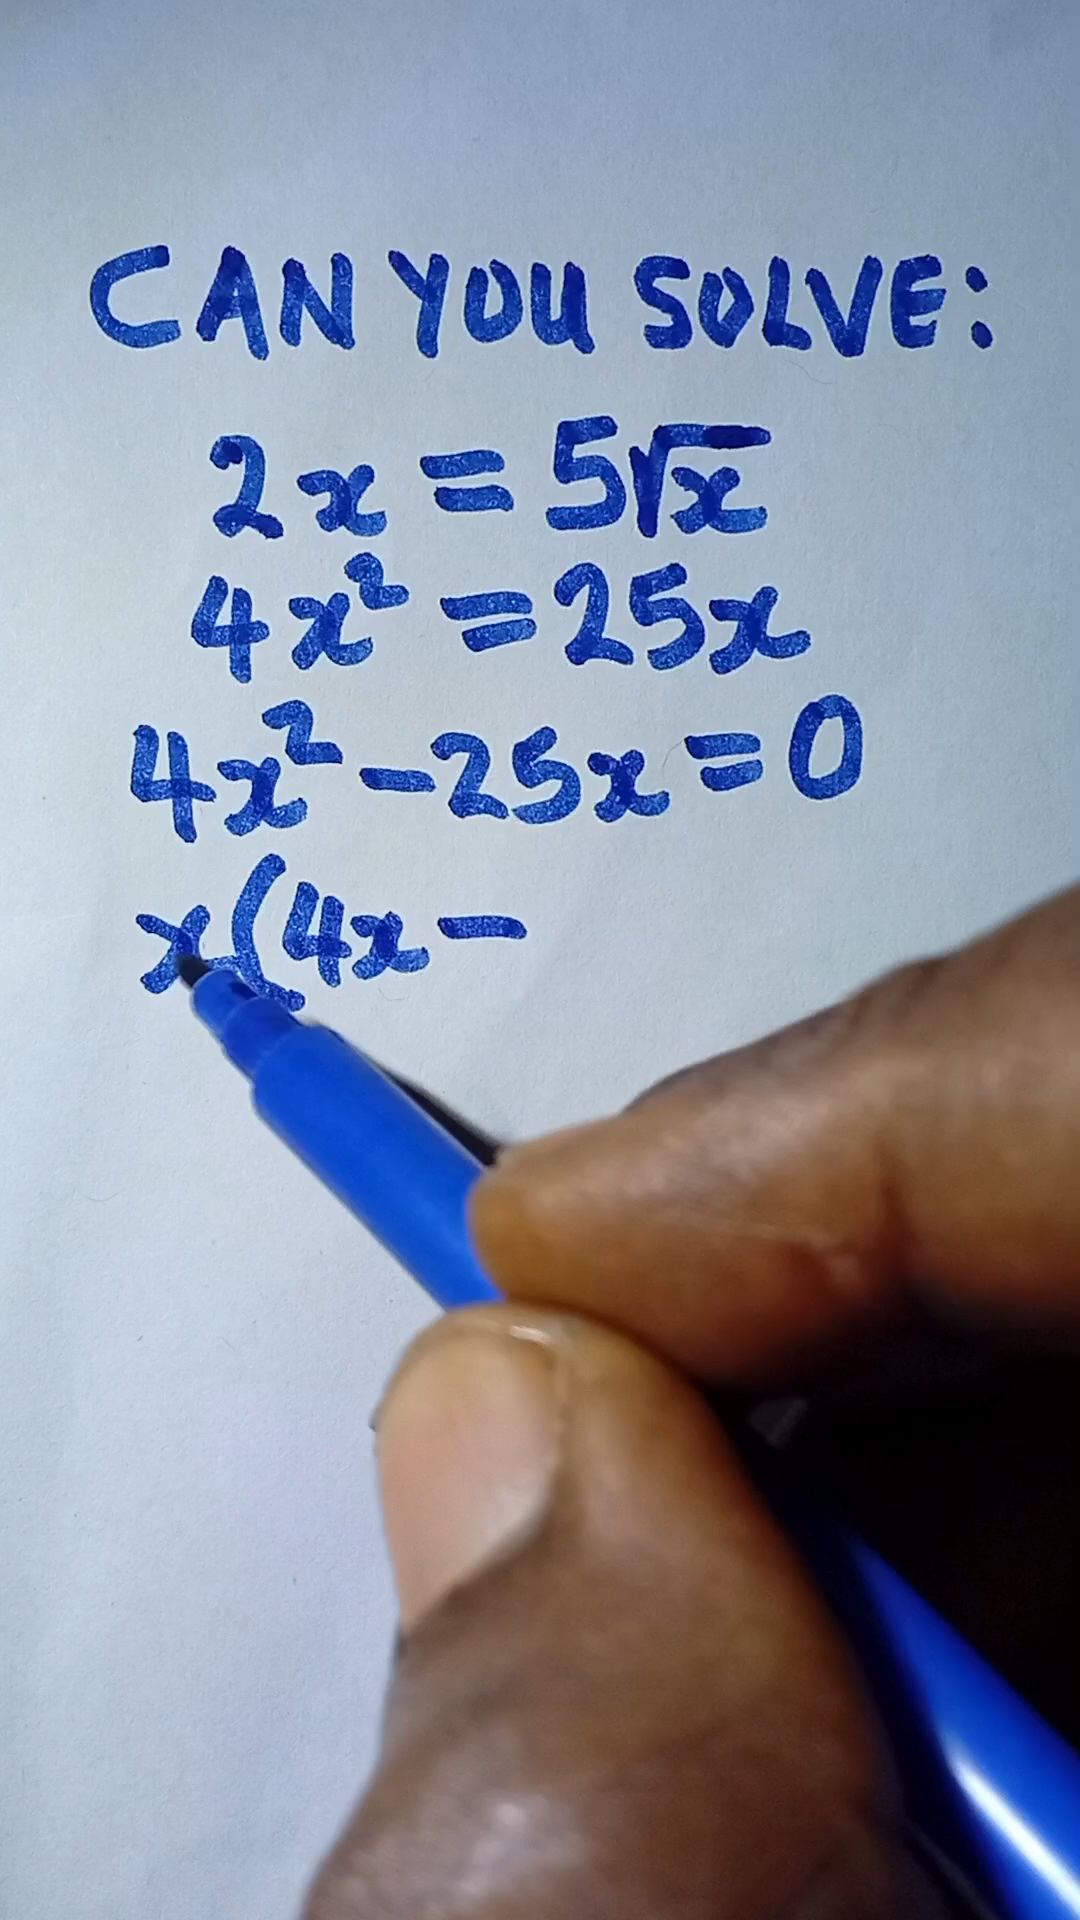 CAN YOU SOLVE:
2x = 5√x
4x² = 25x
4x² - 25x = 0
x(4x -